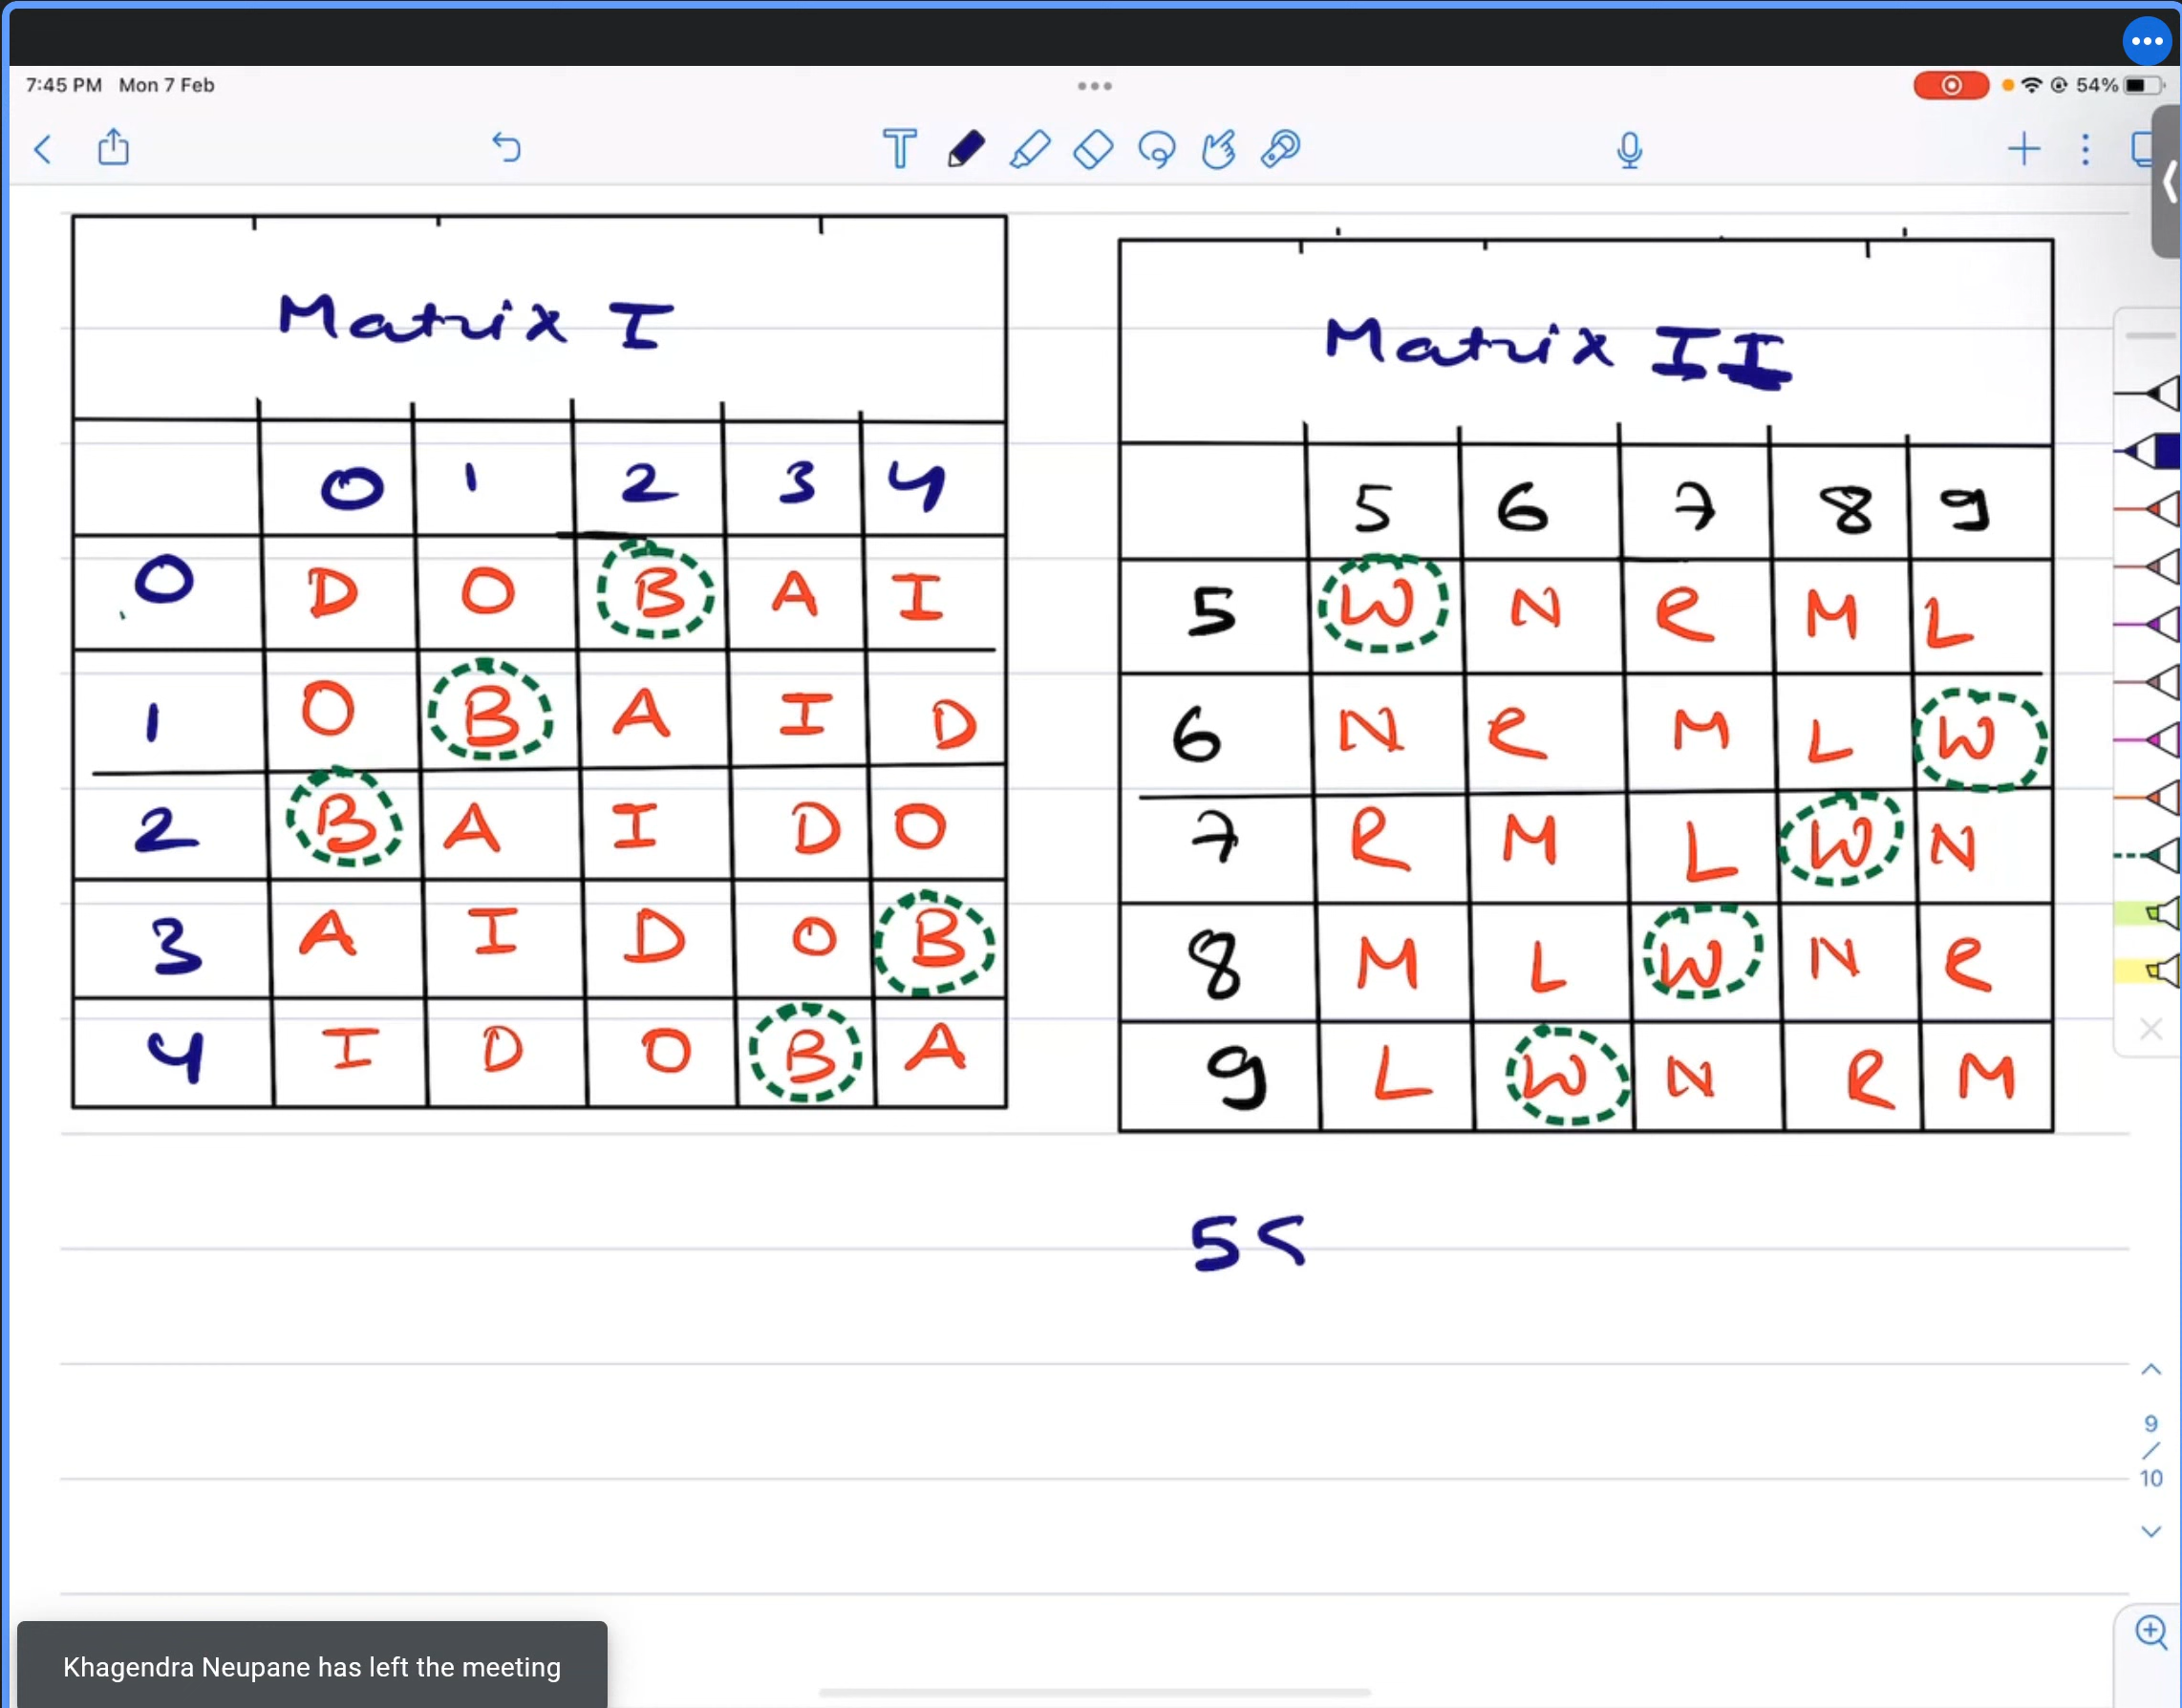 7:45 PM Mon 7 Feb
54%
T
Matrix I
0 1 2 3 4
0 D O B A I
1 O B A I D
2 B A I D O
3 A I D O B
4 I D O B A
Matrix II
5 6 7 8 9
5 W N R M L
6 N R M L W
7 R M L W N
8 M L W N R
9 L W N R M
5
9
/
10
Khagendra Neupane has left the meeting